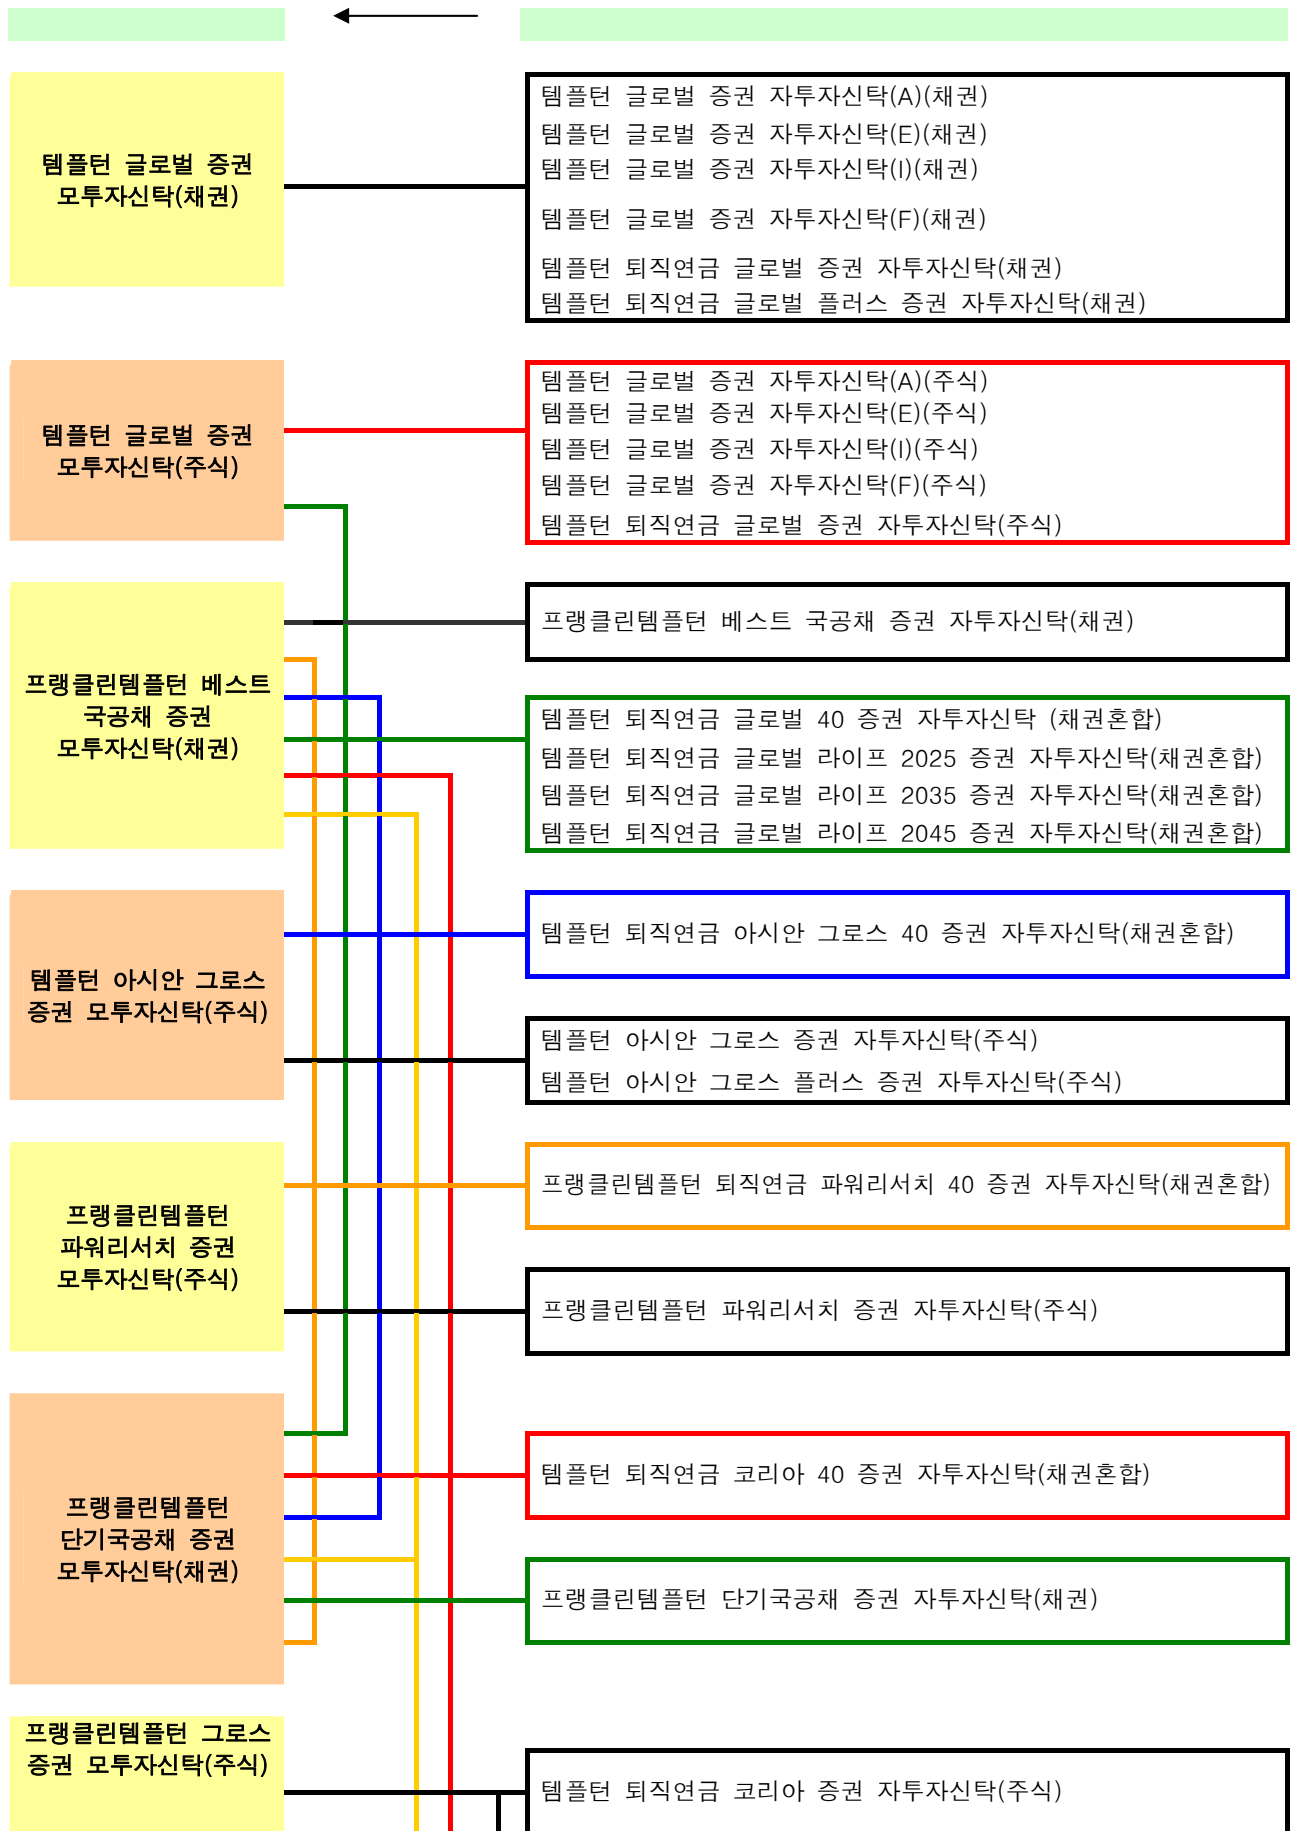 템플턴 글로벌 증권
모투자신탁(채권)
템플턴 글로벌 증권 자투자신탁(A)(채권)
템플턴 글로벌 증권 자투자신탁(E)(채권)
템플턴 글로벌 증권 자투자신탁(I)(채권)
템플턴 글로벌 증권 자투자신탁(F)(채권)
템플턴 퇴직연금 글로벌 증권 자투자신탁(채권)
템플턴 퇴직연금 글로벌 플러스 증권 자투자신탁(채권)
템플턴 글로벌 증권
모투자신탁(주식)
템플턴 글로벌 증권 자투자신탁(A)(주식)
템플턴 글로벌 증권 자투자신탁(E)(주식)
템플턴 글로벌 증권 자투자신탁(I)(주식)
템플턴 글로벌 증권 자투자신탁(F)(주식)
템플턴 퇴직연금 글로벌 증권 자투자신탁(주식)
프랭클린템플턴 베스트
국공채 증권
모투자신탁(채권)
프랭클린템플턴 베스트 국공채 증권 자투자신탁(채권)
템플턴 퇴직연금 글로벌 40 증권 자투자신탁 (채권혼합)
템플턴 퇴직연금 글로벌 라이프 2025 증권 자투자신탁(채권혼합)
템플턴 퇴직연금 글로벌 라이프 2035 증권 자투자신탁(채권혼합)
템플턴 퇴직연금 글로벌 라이프 2045 증권 자투자신탁(채권혼합)
템플턴 아시안 그로스
증권 모투자신탁(주식)
템플턴 퇴직연금 아시안 그로스 40 증권 자투자신탁(채권혼합)
템플턴 아시안 그로스 증권 자투자신탁(주식)
템플턴 아시안 그로스 플러스 증권 자투자신탁(주식)
프랭클린템플턴
파워리서치 증권
모투자신탁(주식)
프랭클린템플턴 퇴직연금 파워리서치 40 증권 자투자신탁(채권혼합)
프랭클린템플턴 파워리서치 증권 자투자신탁(주식)
프랭클린템플턴
단기국공채 증권
모투자신탁(채권)
템플턴 퇴직연금 코리아 40 증권 자투자신탁(채권혼합)
프랭클린템플턴 단기국공채 증권 자투자신탁(채권)
프랭클린템플턴 그로스
증권 모투자신탁(주식)
템플턴 퇴직연금 코리아 증권 자투자신탁(주식)